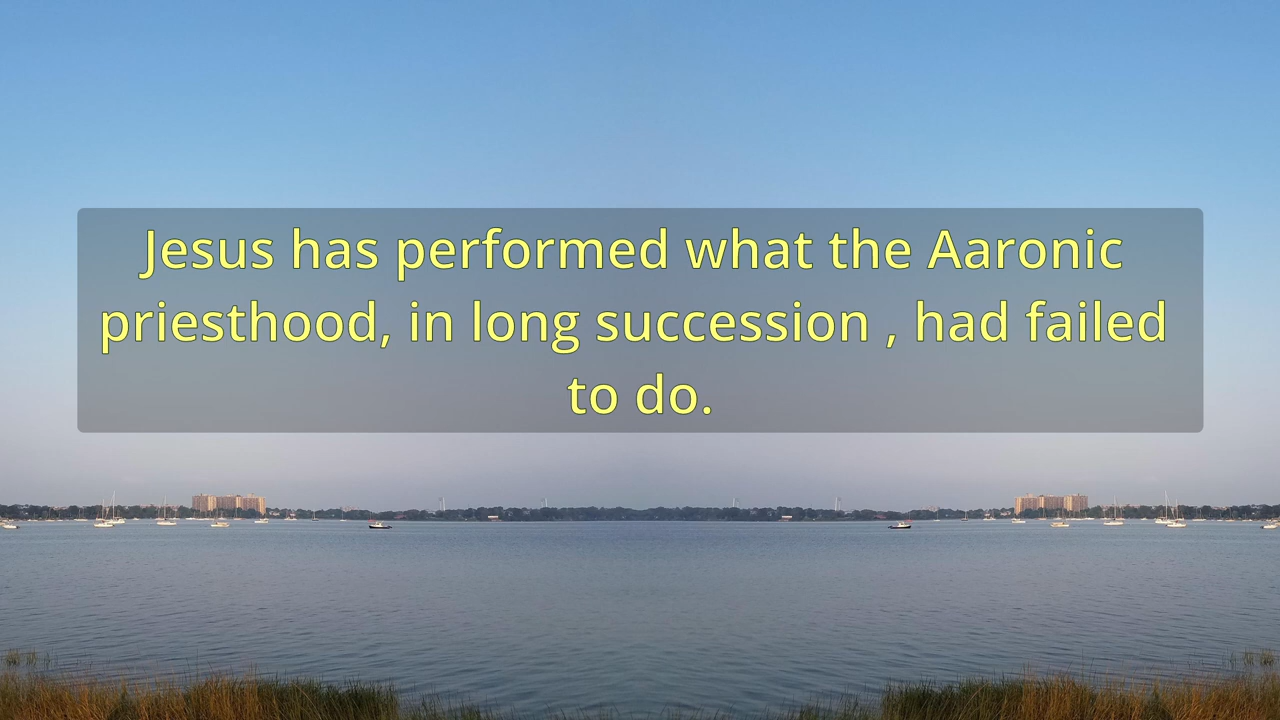 Jesus has performed what the Aaronic
priesthood, in long succession , had failed
to do.